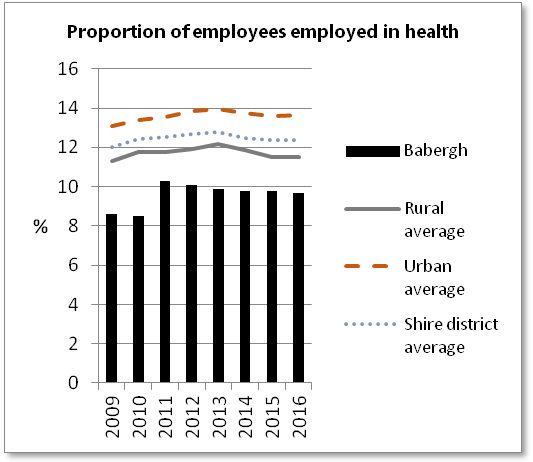 Proportion of employees employed in health
16
14
12
10
8
6
4
2
0
%
2009
2010
2011
2012
2013
2014
2015
2016
Babergh
Rural
average
Urban
average
Shire district
average